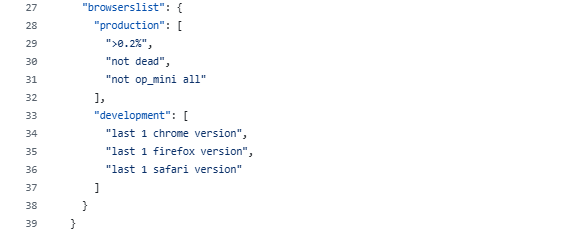 27 "browserslist": {
28 "production": [
29 ">0.2%",
30 "not dead",
31 "not op_mini all"
32 ],
33 "development": [
34 "last 1 chrome version",
35 "last 1 firefox version",
36 "last 1 safari version"
37 ]
38 }
39 }